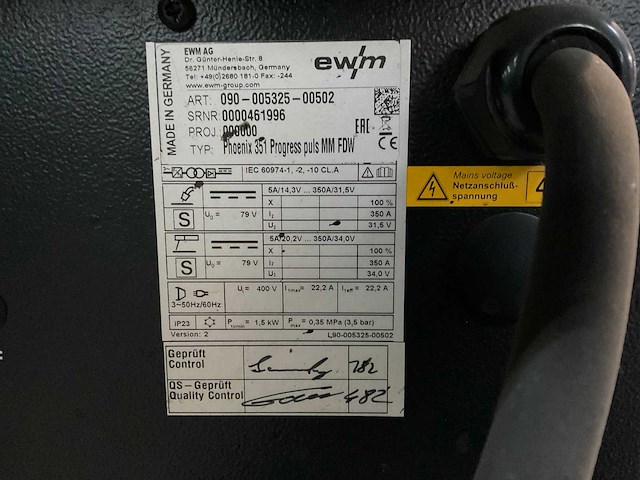 EWM AG
Dr. Günter-Henle-Str. 8
56271 Mündersbach, Germany
Tel: +49(0)2680 181-0 Fax: -244
www.ewm-group.com
ewm
MADE IN GERMANY
ART: 090-005325-00502
SRNR: 0000461996
PROJ: 000000
TYP: Phoenix 351 Progress puls MM FDW
EAC
CE
IEC 60974-1, -2, -10 CL.A
5A/14,3V ... 350A/31,5V
X 100 %
S U₀ = 79 V I₂ 350 A
U₂ 31,5 V
5A/20,2V ... 350A/34,0V
X 100 %
S U₀ = 79 V I₂ 350 A
U₂ 34,0 V
3~50Hz/60Hz
U₁= 400 V I₁max= 22,2 A I₁eff= 22,2 A
IP23 P₁min= 1,5 kW Pmax= 0,35 MPa (3,5 bar)
Version: 2 L90-005325-00502
Geprüft
Control
782
QS-Geprüft
Quality Control
482
Mains voltage
Netzanschluß-
spannung